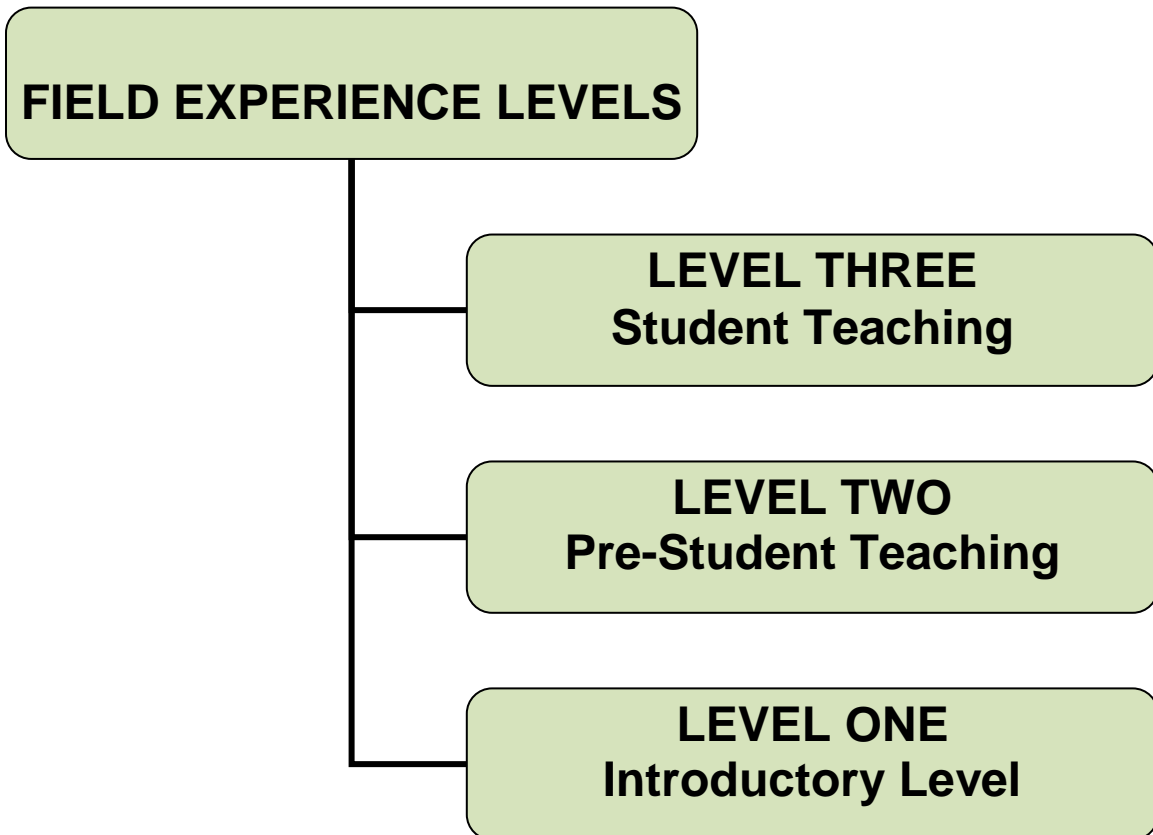 FIELD EXPERIENCE LEVELS
LEVEL THREE
Student Teaching
LEVEL TWO
Pre-Student Teaching
LEVEL ONE
Introductory Level